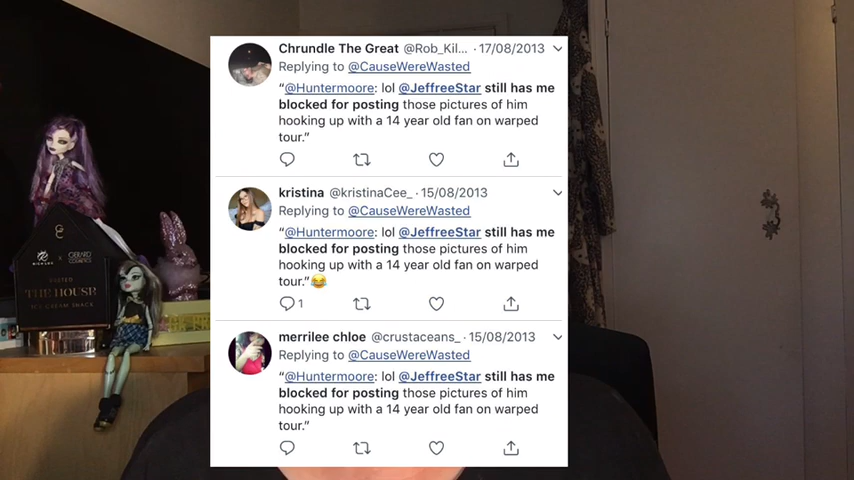 Chrundle The Great @Rob_Kil... · 17/08/2013
Replying to @CauseWereWasted
“@Huntermoore: lol @JeffreeStar still has me
blocked for posting those pictures of him
hooking up with a 14 year old fan on warped
tour.”
kristina @kristinaCee_ · 15/08/2013
Replying to @CauseWereWasted
“@Huntermoore: lol @JeffreeStar still has me
blocked for posting those pictures of him
hooking up with a 14 year old fan on warped
tour.”😂
1
merrilee chloe @crustaceans_ · 15/08/2013
Replying to @CauseWereWasted
“@Huntermoore: lol @JeffreeStar still has me
blocked for posting those pictures of him
hooking up with a 14 year old fan on warped
tour.”
x GERARD
COSMETICS
THE HOUSE